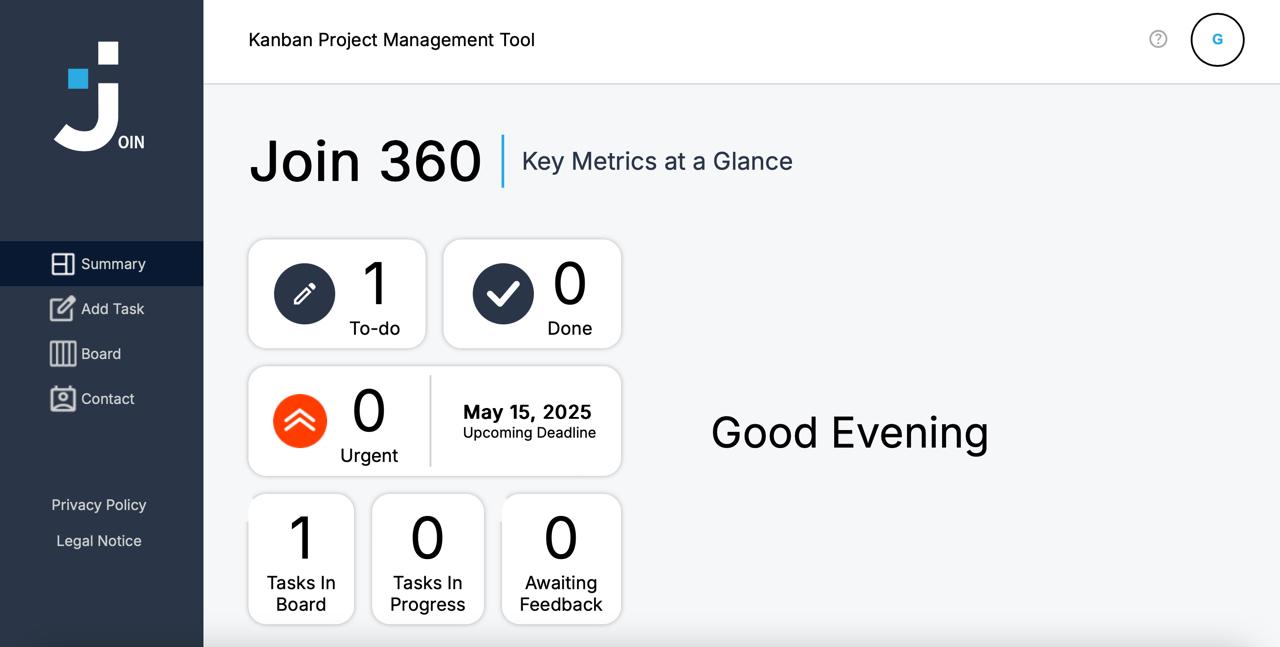 Kanban Project Management Tool
G
OIN
Join 360
Key Metrics at a Glance
Summary
Add Task
Board
Contact
Privacy Policy
Legal Notice
1
To-do
0
Done
0
Urgent
May 15, 2025
Upcoming Deadline
Good Evening
1
Tasks In
Board
0
Tasks In
Progress
0
Awaiting
Feedback